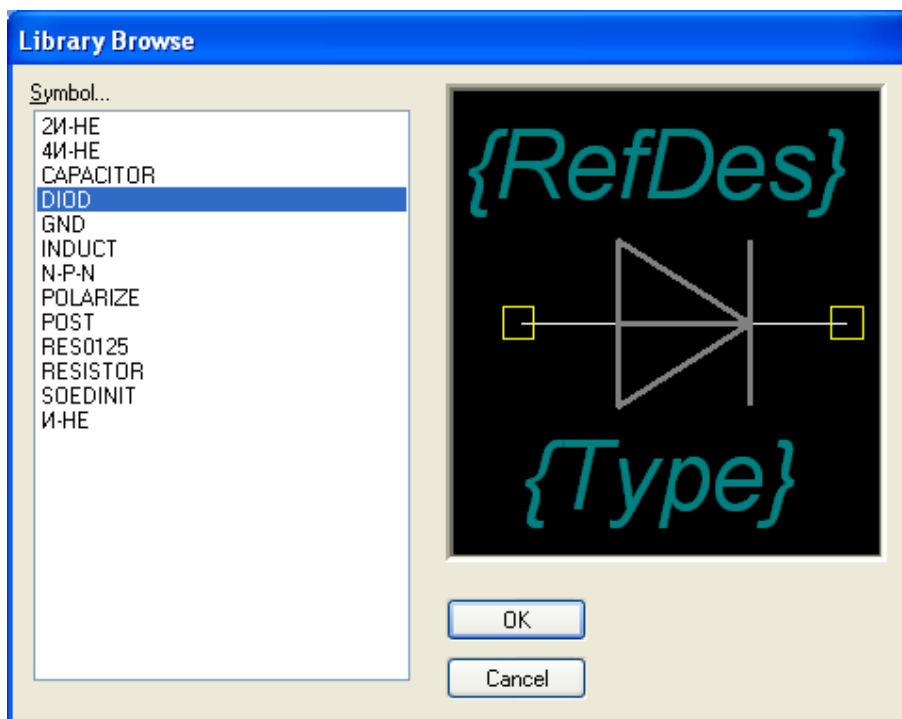 Library Browse
Symbol...
2И-НЕ
4И-НЕ
CAPACITOR
DIOD
GND
INDUCT
N-P-N
POLARIZE
POST
RES0125
RESISTOR
SOEDINIT
И-НЕ
{RefDes}
{Type}
OK
Cancel